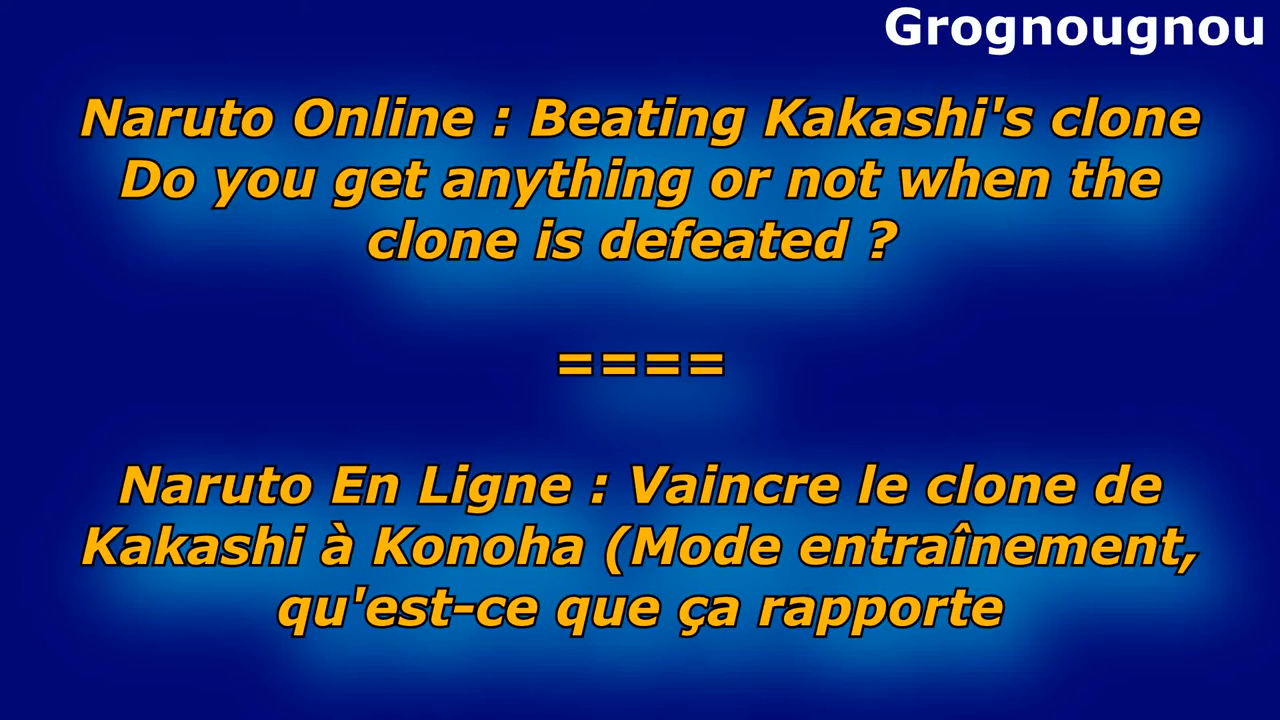 Grognougnou
Naruto Online : Beating Kakashi's clone
Do you get anything or not when the
clone is defeated ?
====
Naruto En Ligne : Vaincre le clone de
Kakashi à Konoha (Mode entraînement,
qu'est-ce que ça rapporte